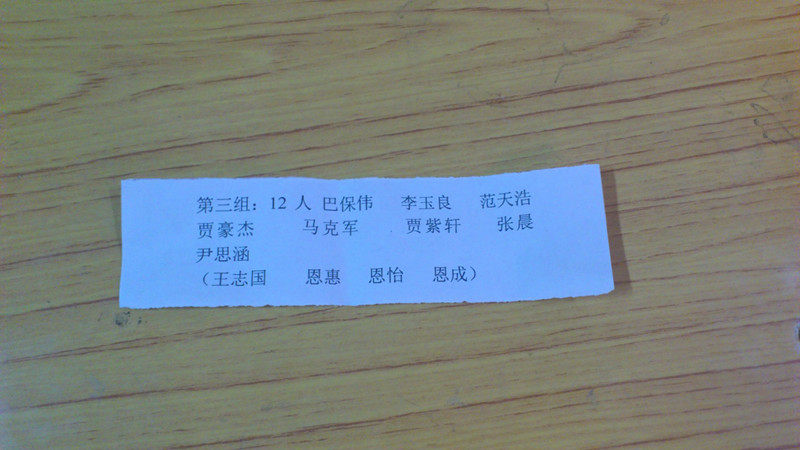 第三组：12 人 巴保伟 李玉良 范天浩
贾豪杰 马克军 贾紫轩 张晨
尹思涵
（王志国 恩惠 恩怡 恩成）